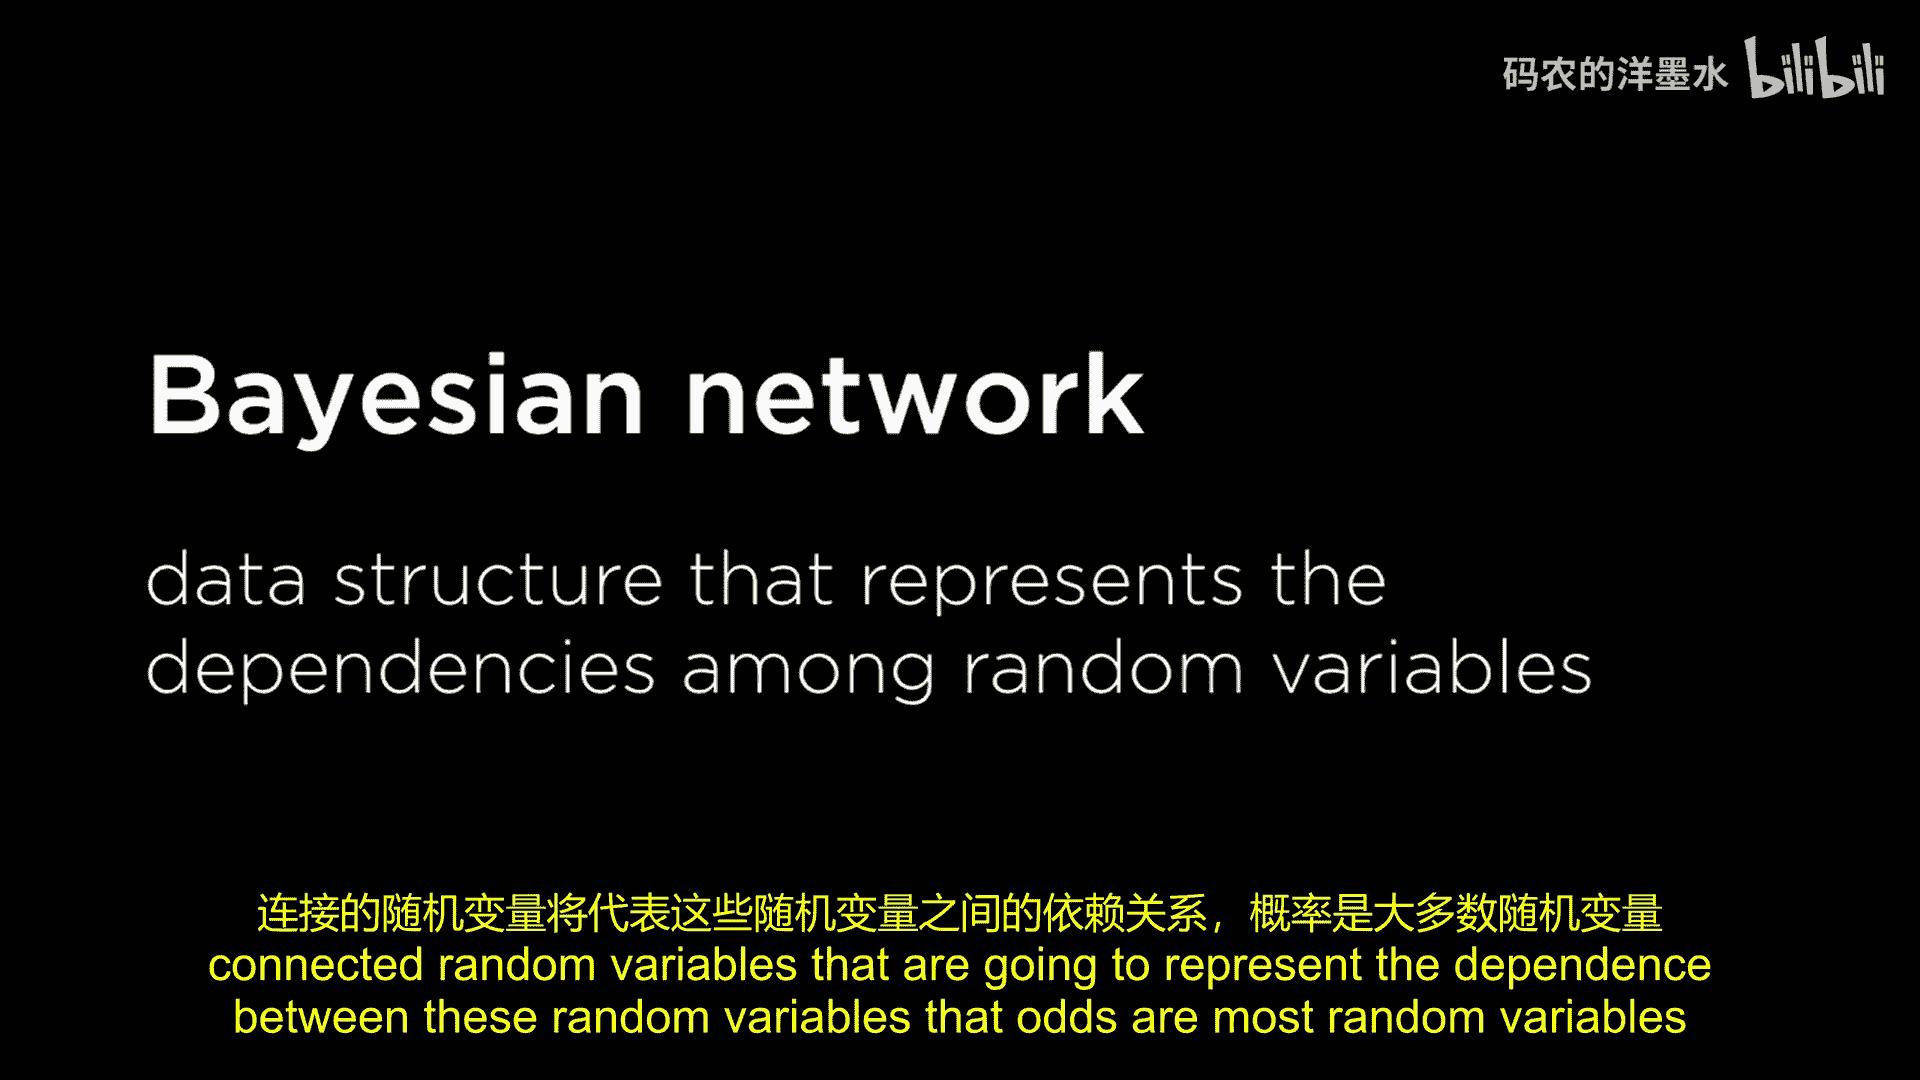 码农的洋墨水 bilibili
Bayesian network
data structure that represents the
dependencies among random variables
连接的随机变量将代表这些随机变量之间的依赖关系，概率是大多数随机变量
connected random variables that are going to represent the dependence
between these random variables that odds are most random variables